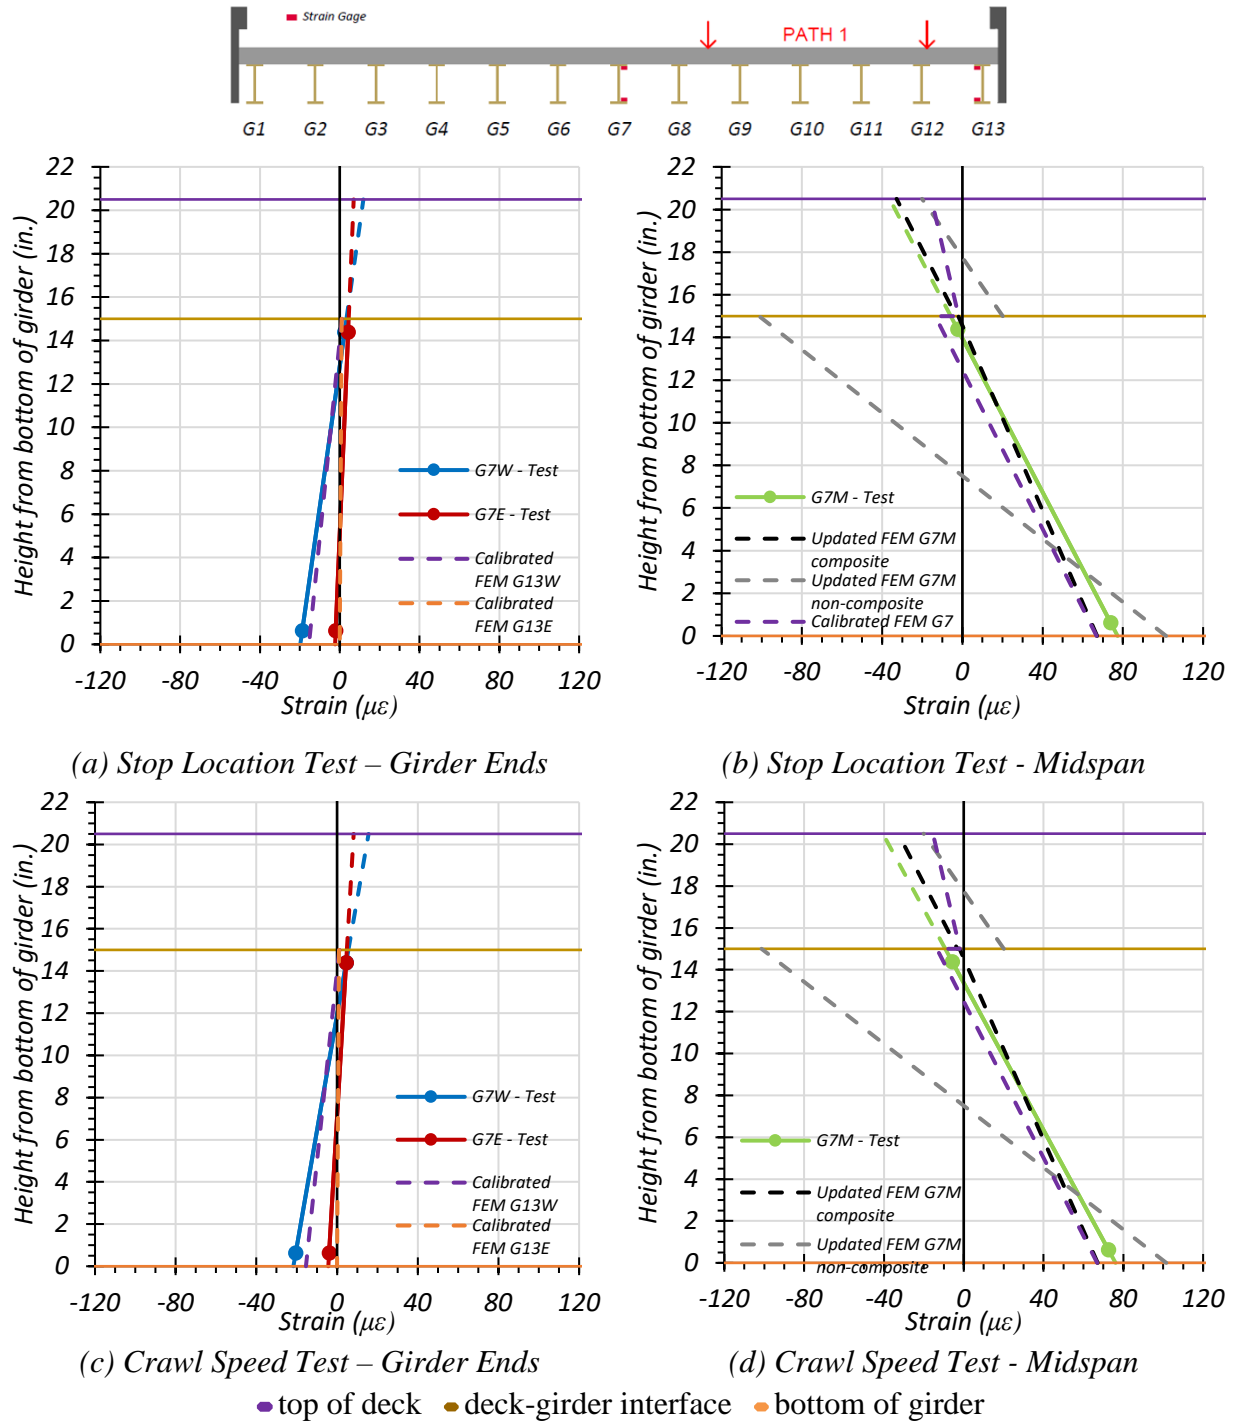 Strain Gage
PATH 1
G1 G2 G3 G4 G5 G6 G7 G8 G9 G10 G11 G12 G13
Height from bottom of girder (in.)
22
20
18
16
14
12
10
8
6
4
2
0
G7W - Test
G7E - Test
Calibrated
FEM G13W
Calibrated
FEM G13E
-120 -80 -40 0 40 80 120
Strain (με)
(a) Stop Location Test – Girder Ends
Height from bottom of girder (in.)
22
20
18
16
14
12
10
8
6
4
2
0
G7M - Test
Updated FEM G7M
composite
Updated FEM G7M
non-composite
Calibrated FEM G7
-120 -80 -40 0 40 80 120
Strain (με)
(b) Stop Location Test - Midspan
Height from bottom of girder (in.)
22
20
18
16
14
12
10
8
6
4
2
0
G7W - Test
G7E - Test
Calibrated
FEM G13W
Calibrated
FEM G13E
-120 -80 -40 0 40 80 120
Strain (με)
(c) Crawl Speed Test – Girder Ends
Height from bottom of girder (in.)
22
20
18
16
14
12
10
8
6
4
2
0
G7M - Test
Updated FEM G7M
composite
Updated FEM G7M
non-composite
-120 -80 -40 0 40 80 120
Strain (με)
(d) Crawl Speed Test - Midspan
top of deck deck-girder interface bottom of girder